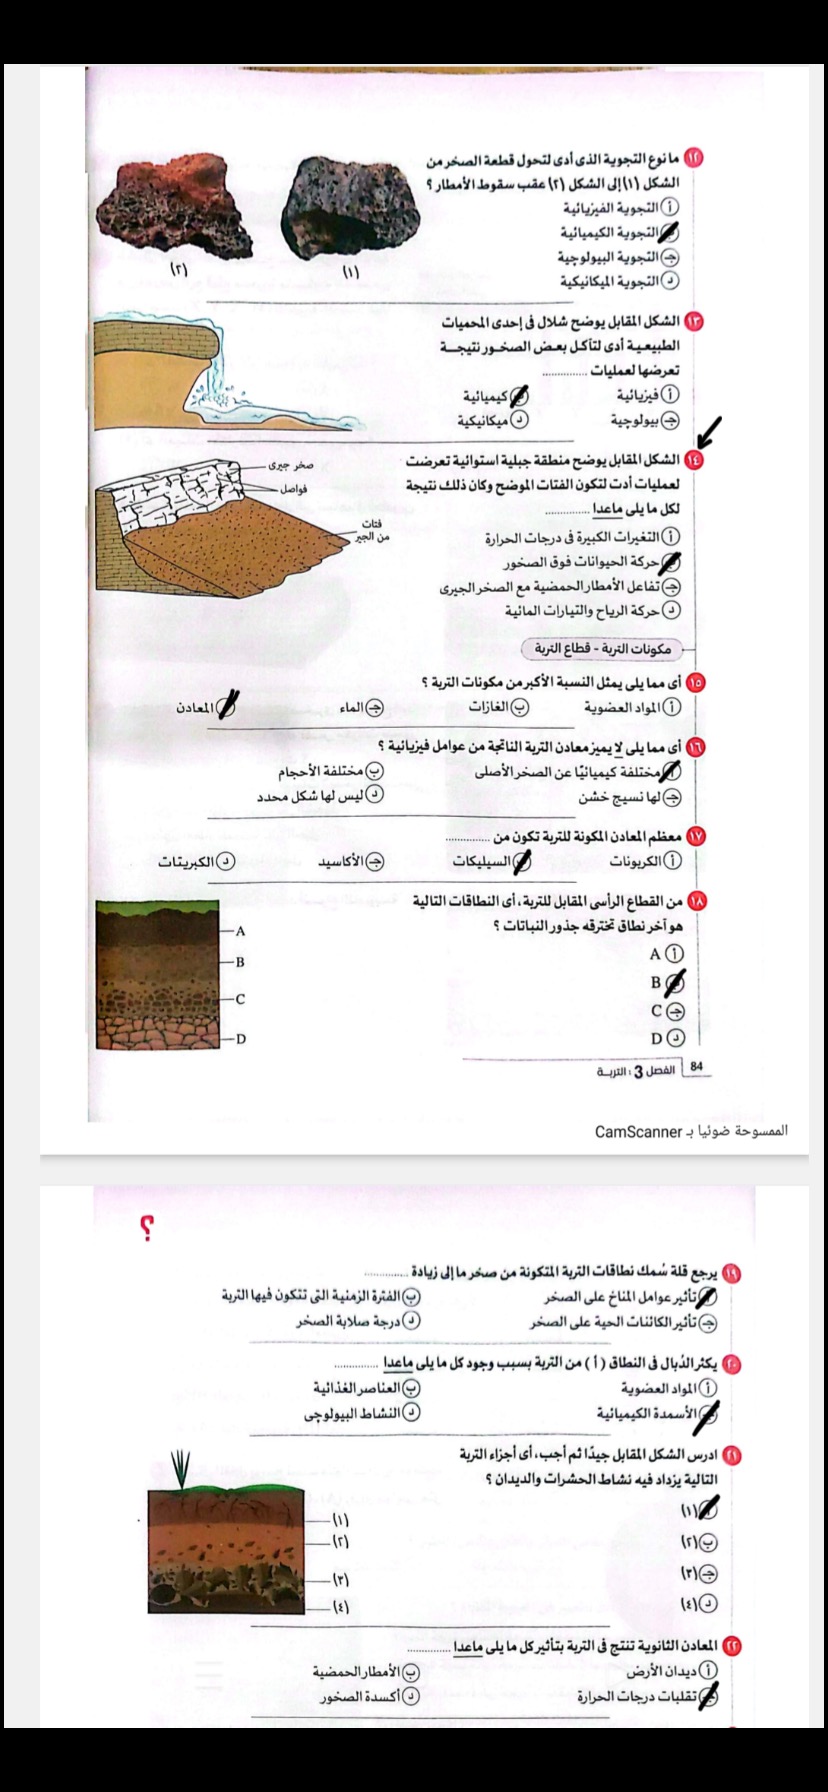 ١٢ ما نوع التجوية الذى أدى لتحول قطعة الصخر من
الشكل (١) إلى الشكل (٢) عقب سقوط الأمطار ؟
أ التجوية الفيزيائية
التجوية الكيميائية
جـ التجوية البيولوچية
د التجوية الميكانيكية
(١)
(٢)
١٣ الشكل المقابل يوضح شلال فى إحدى المحميات
الطبيعية أدى لتآكل بعض الصخور نتيجة
تعرضها لعمليات ..............
أ فيزيائية
كيميائية
جـ بيولوچية
د ميكانيكية
١٤ الشكل المقابل يوضح منطقة جبلية استوائية تعرضت
لعمليات أدت لتكون الفتات الموضح وكان ذلك نتيجة
لكل ما يلى ماعدا ..............
أ التغيرات الكبيرة فى درجات الحرارة
حركة الحيوانات فوق الصخور
جـ تفاعل الأمطار الحمضية مع الصخر الجيرى
د حركة الرياح والتيارات المائية
صخر جيرى
فواصل
فتات
من الجير
مكونات التربة - قطاع التربة
١٥ أى مما يلى يمثل النسبة الأكبر من مكونات التربة ؟
أ المواد العضوية
ب الغازات
جـ الماء
المعادن
١٦ أى مما يلى لا يميز معادن التربة الناتجة من عوامل فيزيائية ؟
مختلفة كيميائيًا عن الصخر الأصلى
ب مختلفة الأحجام
جـ لها نسيج خشن
د ليس لها شكل محدد
١٧ معظم المعادن المكونة للتربة تكون من ..............
أ الكربونات
السيليكات
جـ الأكاسيد
د الكبريتات
١٨ من القطاع الرأسى المقابل للتربة، أى النطاقات التالية
هو آخر نطاق تخترقه جذور النباتات ؟
أ A
B
جـ C
د D
A
B
C
D
84 الفصل 3 : التربة
الممسوحة ضوئيا بـ CamScanner
؟
١٩ يرجع قلة سُمك نطاقات التربة المتكونة من صخر ما إلى زيادة ..............
تأثير عوامل المناخ على الصخر
ب الفترة الزمنية التى تتكون فيها التربة
جـ تأثير الكائنات الحية على الصخر
د درجة صلابة الصخر
٢٠ يكثر الدُبال فى النطاق (أ) من التربة بسبب وجود كل ما يلى ماعدا ..............
أ المواد العضوية
ب العناصر الغذائية
الأسمدة الكيميائية
د النشاط البيولوچى
٢١ ادرس الشكل المقابل جيدًا ثم أجب، أى أجزاء التربة
التالية يزداد فيه نشاط الحشرات والديدان ؟
(١)
ب (٢)
جـ (٣)
د (٤)
(١)
(٢)
(٣)
(٤)
٢٢ المعادن الثانوية تنتج فى التربة بتأثير كل ما يلى ماعدا ..............
أ ديدان الأرض
ب الأمطار الحمضية
تقلبات درجات الحرارة
د أكسدة الصخور